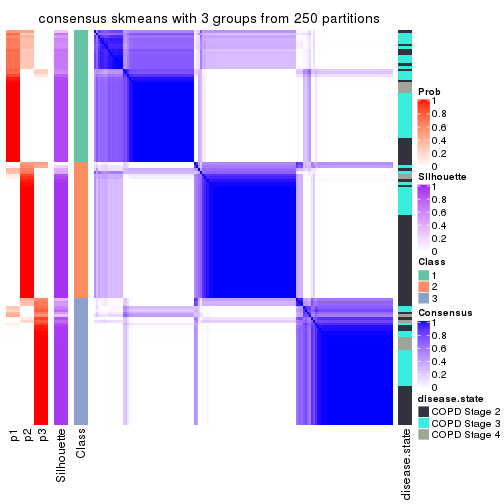 consensus skmeans with 3 groups from 250 partitions
Prob
1
0.8
0.6
0.4
0.2
0
Silhouette
1
0.8
0.6
0.4
0.2
0
Class
1
2
3
Consensus
1
0.8
0.6
0.4
0.2
0
disease.state
COPD Stage 2
COPD Stage 3
COPD Stage 4
p1
p2
p3
Silhouette
Class
disease.state